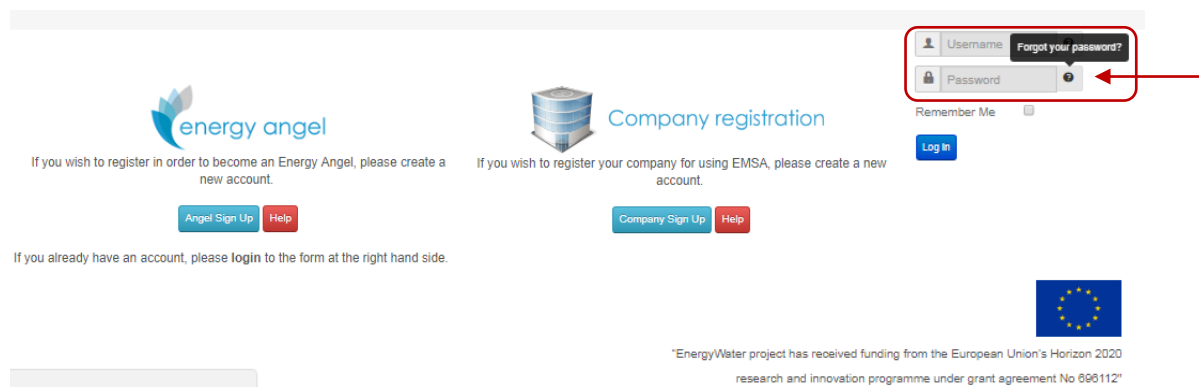 Username
Forgot your password?
Password
Remember Me
Log In
energy angel
If you wish to register in order to become an Energy Angel, please create a
new account.
Angel Sign Up Help
If you already have an account, please login to the form at the right hand side.
Company registration
If you wish to register your company for using EMSA, please create a new
account.
Company Sign Up Help
"EnergyWater project has received funding from the European Union's Horizon 2020
research and innovation programme under grant agreement No 696112"